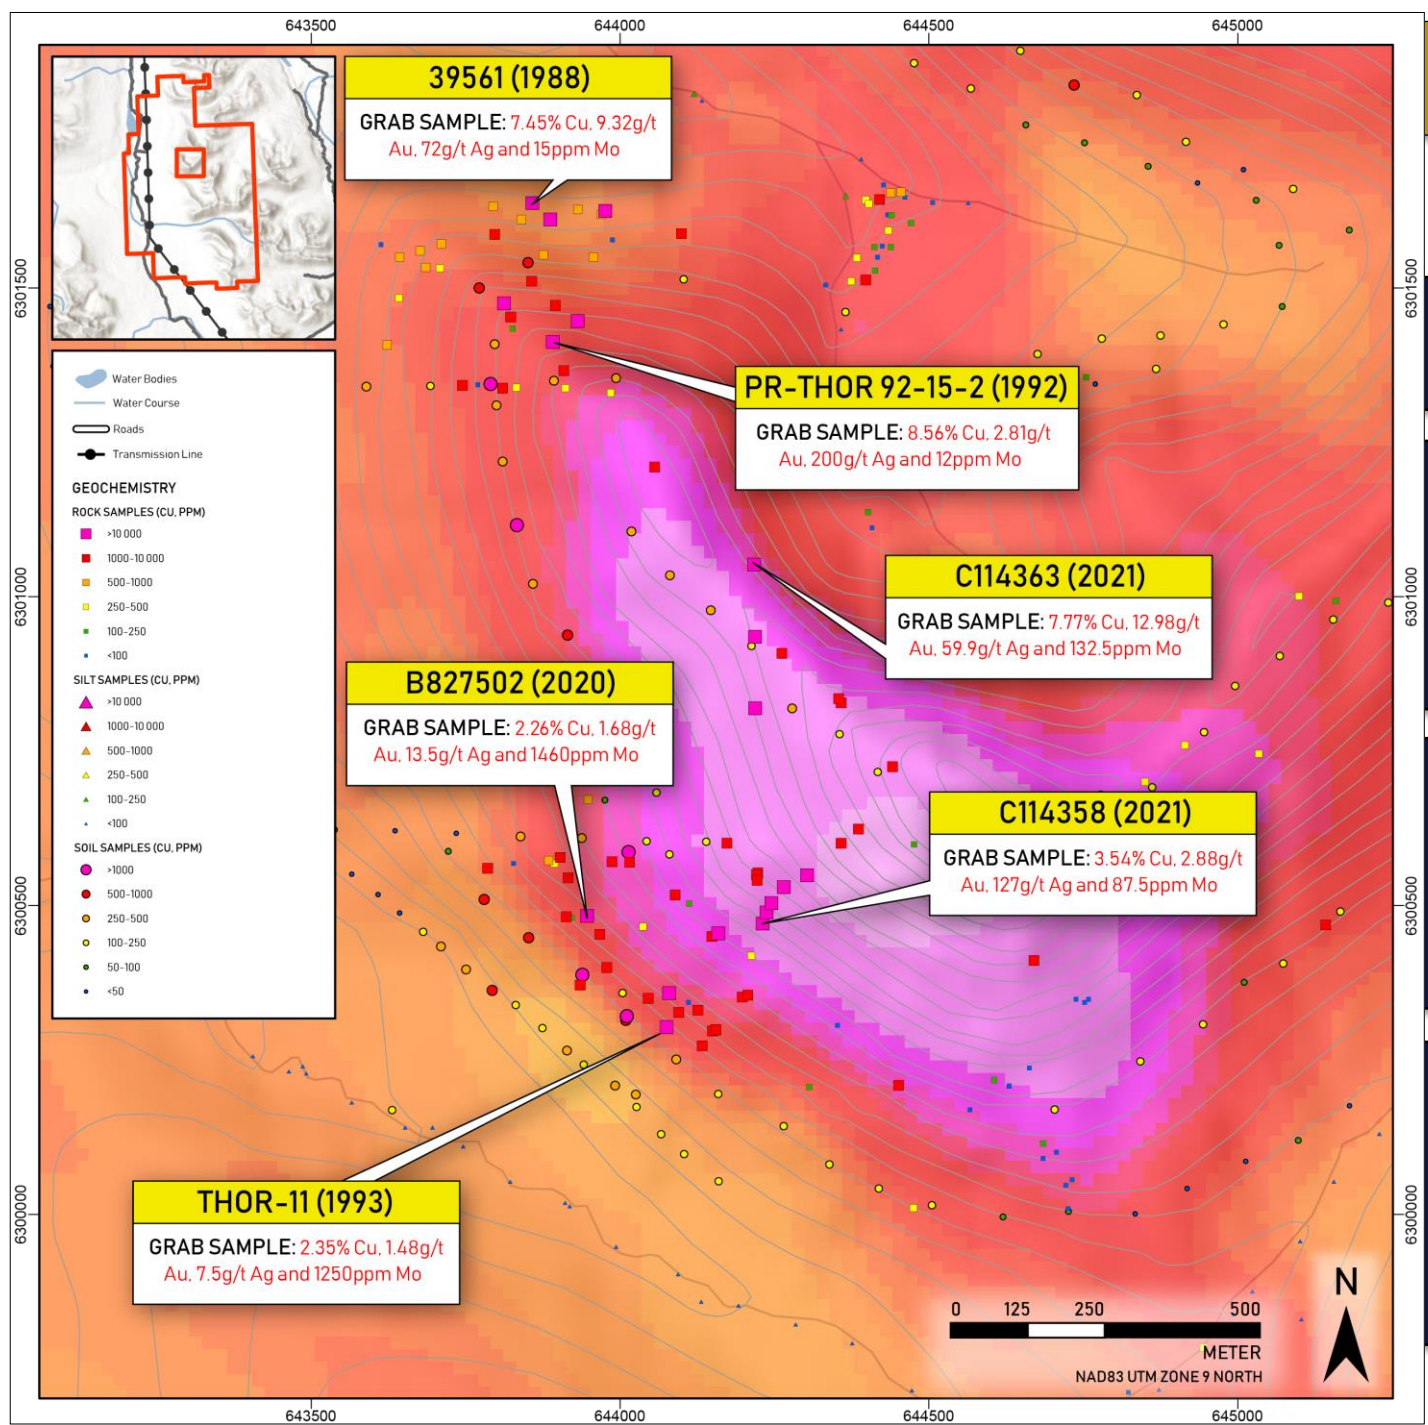 643500
644000
644500
645000
6301500
6301000
6300500
6300000
6301500
6301000
6300500
6300000
39561 (1988)
GRAB SAMPLE: 7.45% Cu, 9.32g/t
Au, 72g/t Ag and 15ppm Mo
PR-THOR 92-15-2 (1992)
GRAB SAMPLE: 8.56% Cu, 2.81g/t
Au, 200g/t Ag and 12ppm Mo
C114363 (2021)
GRAB SAMPLE: 7.77% Cu, 12.98g/t
Au, 59.9g/t Ag and 132.5ppm Mo
B827502 (2020)
GRAB SAMPLE: 2.26% Cu, 1.68g/t
Au, 13.5g/t Ag and 1460ppm Mo
C114358 (2021)
GRAB SAMPLE: 3.54% Cu, 2.88g/t
Au, 127g/t Ag and 87.5ppm Mo
THOR-11 (1993)
GRAB SAMPLE: 2.35% Cu, 1.48g/t
Au, 7.5g/t Ag and 1250ppm Mo
Water Bodies
Water Course
Roads
Transmission Line
GEOCHEMISTRY
ROCK SAMPLES (CU, PPM)
>10 000
1000-10 000
500-1000
250-500
100-250
<100
SILT SAMPLES (CU, PPM)
>10 000
1000-10 000
500-1000
250-500
100-250
<100
SOIL SAMPLES (CU, PPM)
>1000
500-1000
250-500
100-250
50-100
<50
0 125 250 500
METER
NAD83 UTM ZONE 9 NORTH
N
643500
644000
644500
645000